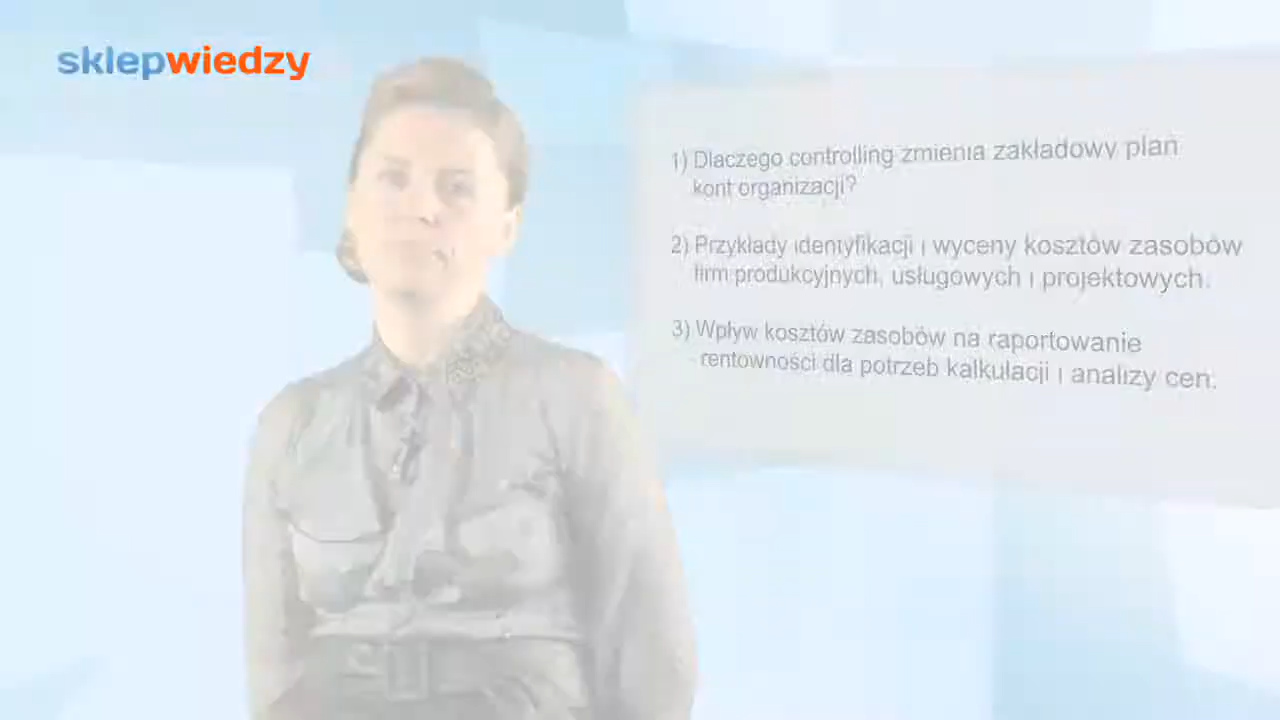 sklepwiedzy
1) Dlaczego controlling zmienia zakładowy plan
kont organizacji?
2) Przykłady identyfikacji i wyceny kosztów zasobów
firm produkcyjnych, usługowych i projektowych.
3) Wpływ kosztów zasobów na raportowanie
rentowności dla potrzeb kalkulacji i analizy cen.